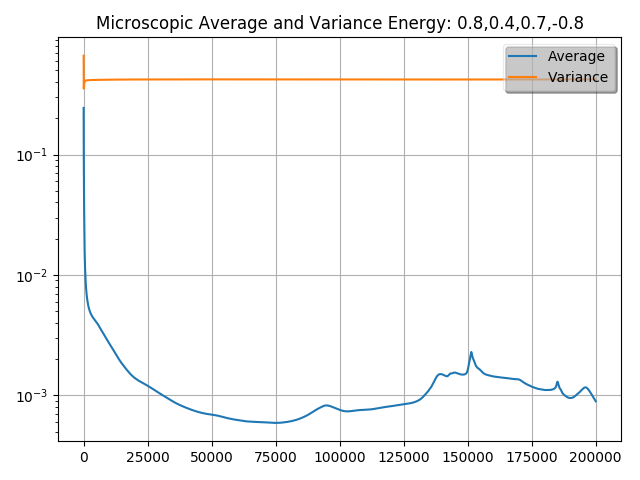 Microscopic Average and Variance Energy: 0.8,0.4,0.7,-0.8
Average
Variance
10⁻¹
10⁻²
10⁻³
0 25000 50000 75000 100000 125000 150000 175000 200000